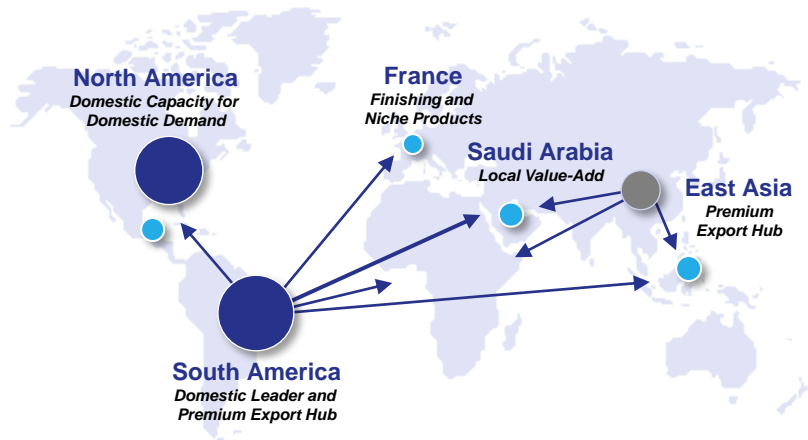 North America
Domestic Capacity for
Domestic Demand
France
Finishing and
Niche Products
Saudi Arabia
Local Value-Add
East Asia
Premium
Export Hub
South America
Domestic Leader and
Premium Export Hub